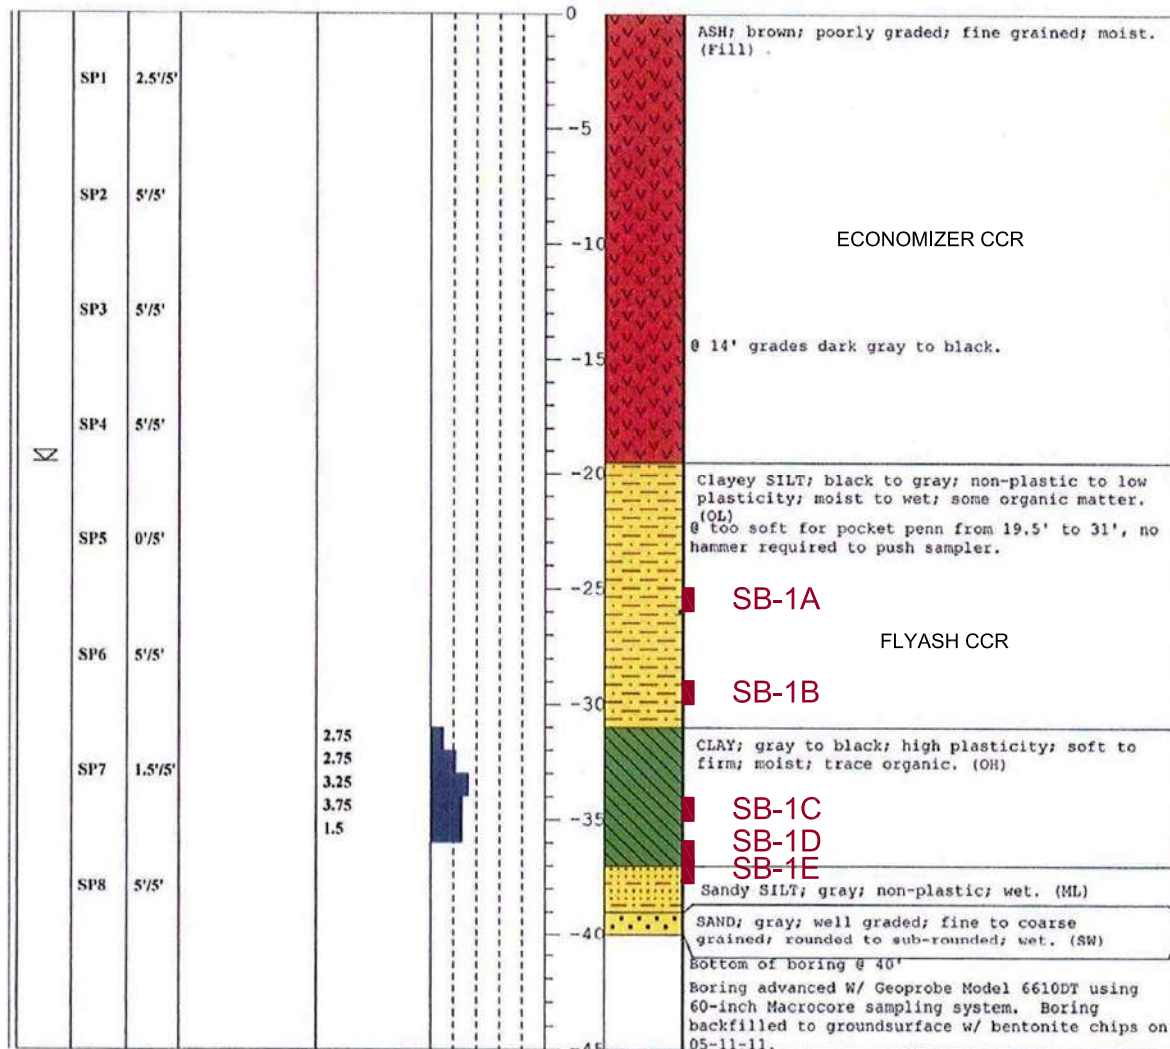 0
ASH; brown; poorly graded; fine grained; moist.
(Fill)
SP1 2.5'/5'
-5
SP2 5'/5'
-10
ECONOMIZER CCR
SP3 5'/5'
@ 14' grades dark gray to black.
-15
SP4 5'/5'
-20
Clayey SILT; black to gray; non-plastic to low
plasticity; moist to wet; some organic matter.
(OL)
@ too soft for pocket penn from 19.5' to 31', no
hammer required to push sampler.
SP5 0'/5'
-25
SB-1A
FLYASH CCR
SP6 5'/5'
SB-1B
-30
2.75
CLAY; gray to black; high plasticity; soft to
firm; moist; trace organic. (OH)
2.75
SP7 1.5'/5'
3.25
3.75
SB-1C
1.5
-35
SB-1D
SB-1E
SP8 5'/5'
Sandy SILT; gray; non-plastic; wet. (ML)
SAND; gray; well graded; fine to coarse
grained; rounded to sub-rounded; wet. (SW)
-40
Bottom of boring @ 40'
Boring advanced W/ Geoprobe Model 6610DT using
60-inch Macrocore sampling system. Boring
backfilled to groundsurface w/ bentonite chips on
05-11-11.
-45